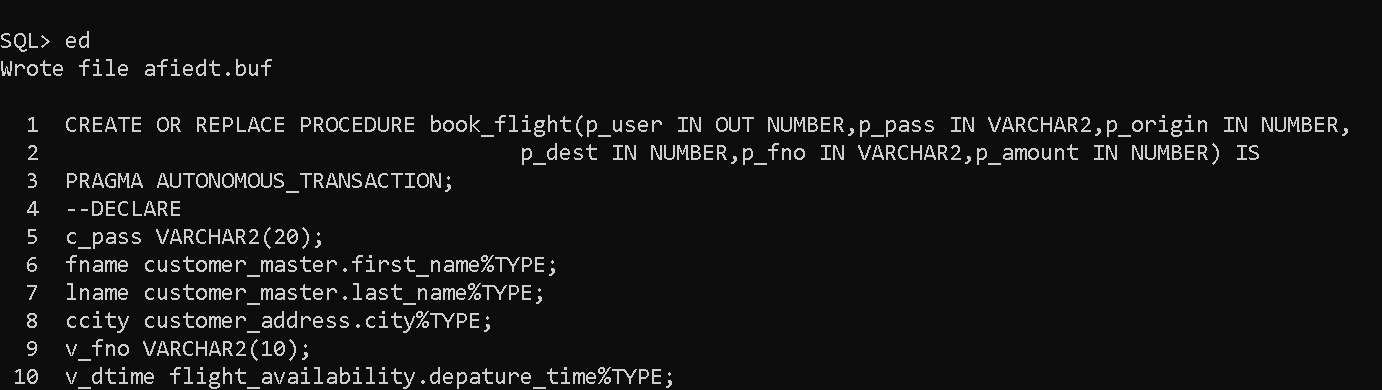 SQL> ed
Wrote file afiedt.buf
1 CREATE OR REPLACE PROCEDURE book_flight(p_user IN OUT NUMBER,p_pass IN VARCHAR2,p_origin IN NUMBER,
2 p_dest IN NUMBER,p_fno IN VARCHAR2,p_amount IN NUMBER) IS
3 PRAGMA AUTONOMOUS_TRANSACTION;
4 --DECLARE
5 c_pass VARCHAR2(20);
6 fname customer_master.first_name%TYPE;
7 lname customer_master.last_name%TYPE;
8 ccity customer_address.city%TYPE;
9 v_fno VARCHAR2(10);
10 v_dtime flight_availability.depature_time%TYPE;